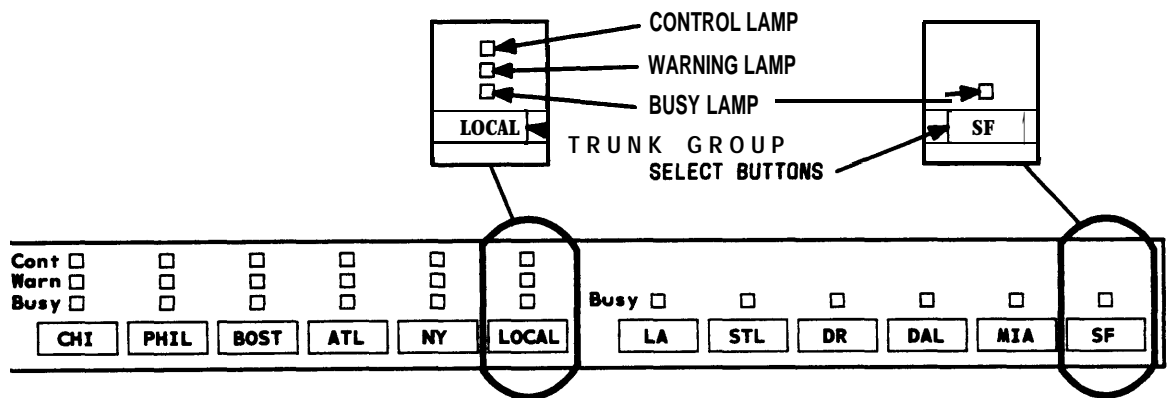 CONTROL LAMP
WARNING LAMP
BUSY LAMP
LOCAL
TRUNK GROUP
SELECT BUTTONS
SF
Cont
Warn
Busy
Busy
CHI PHIL BOST ATL NY LOCAL LA STL DR DAL MIA SF